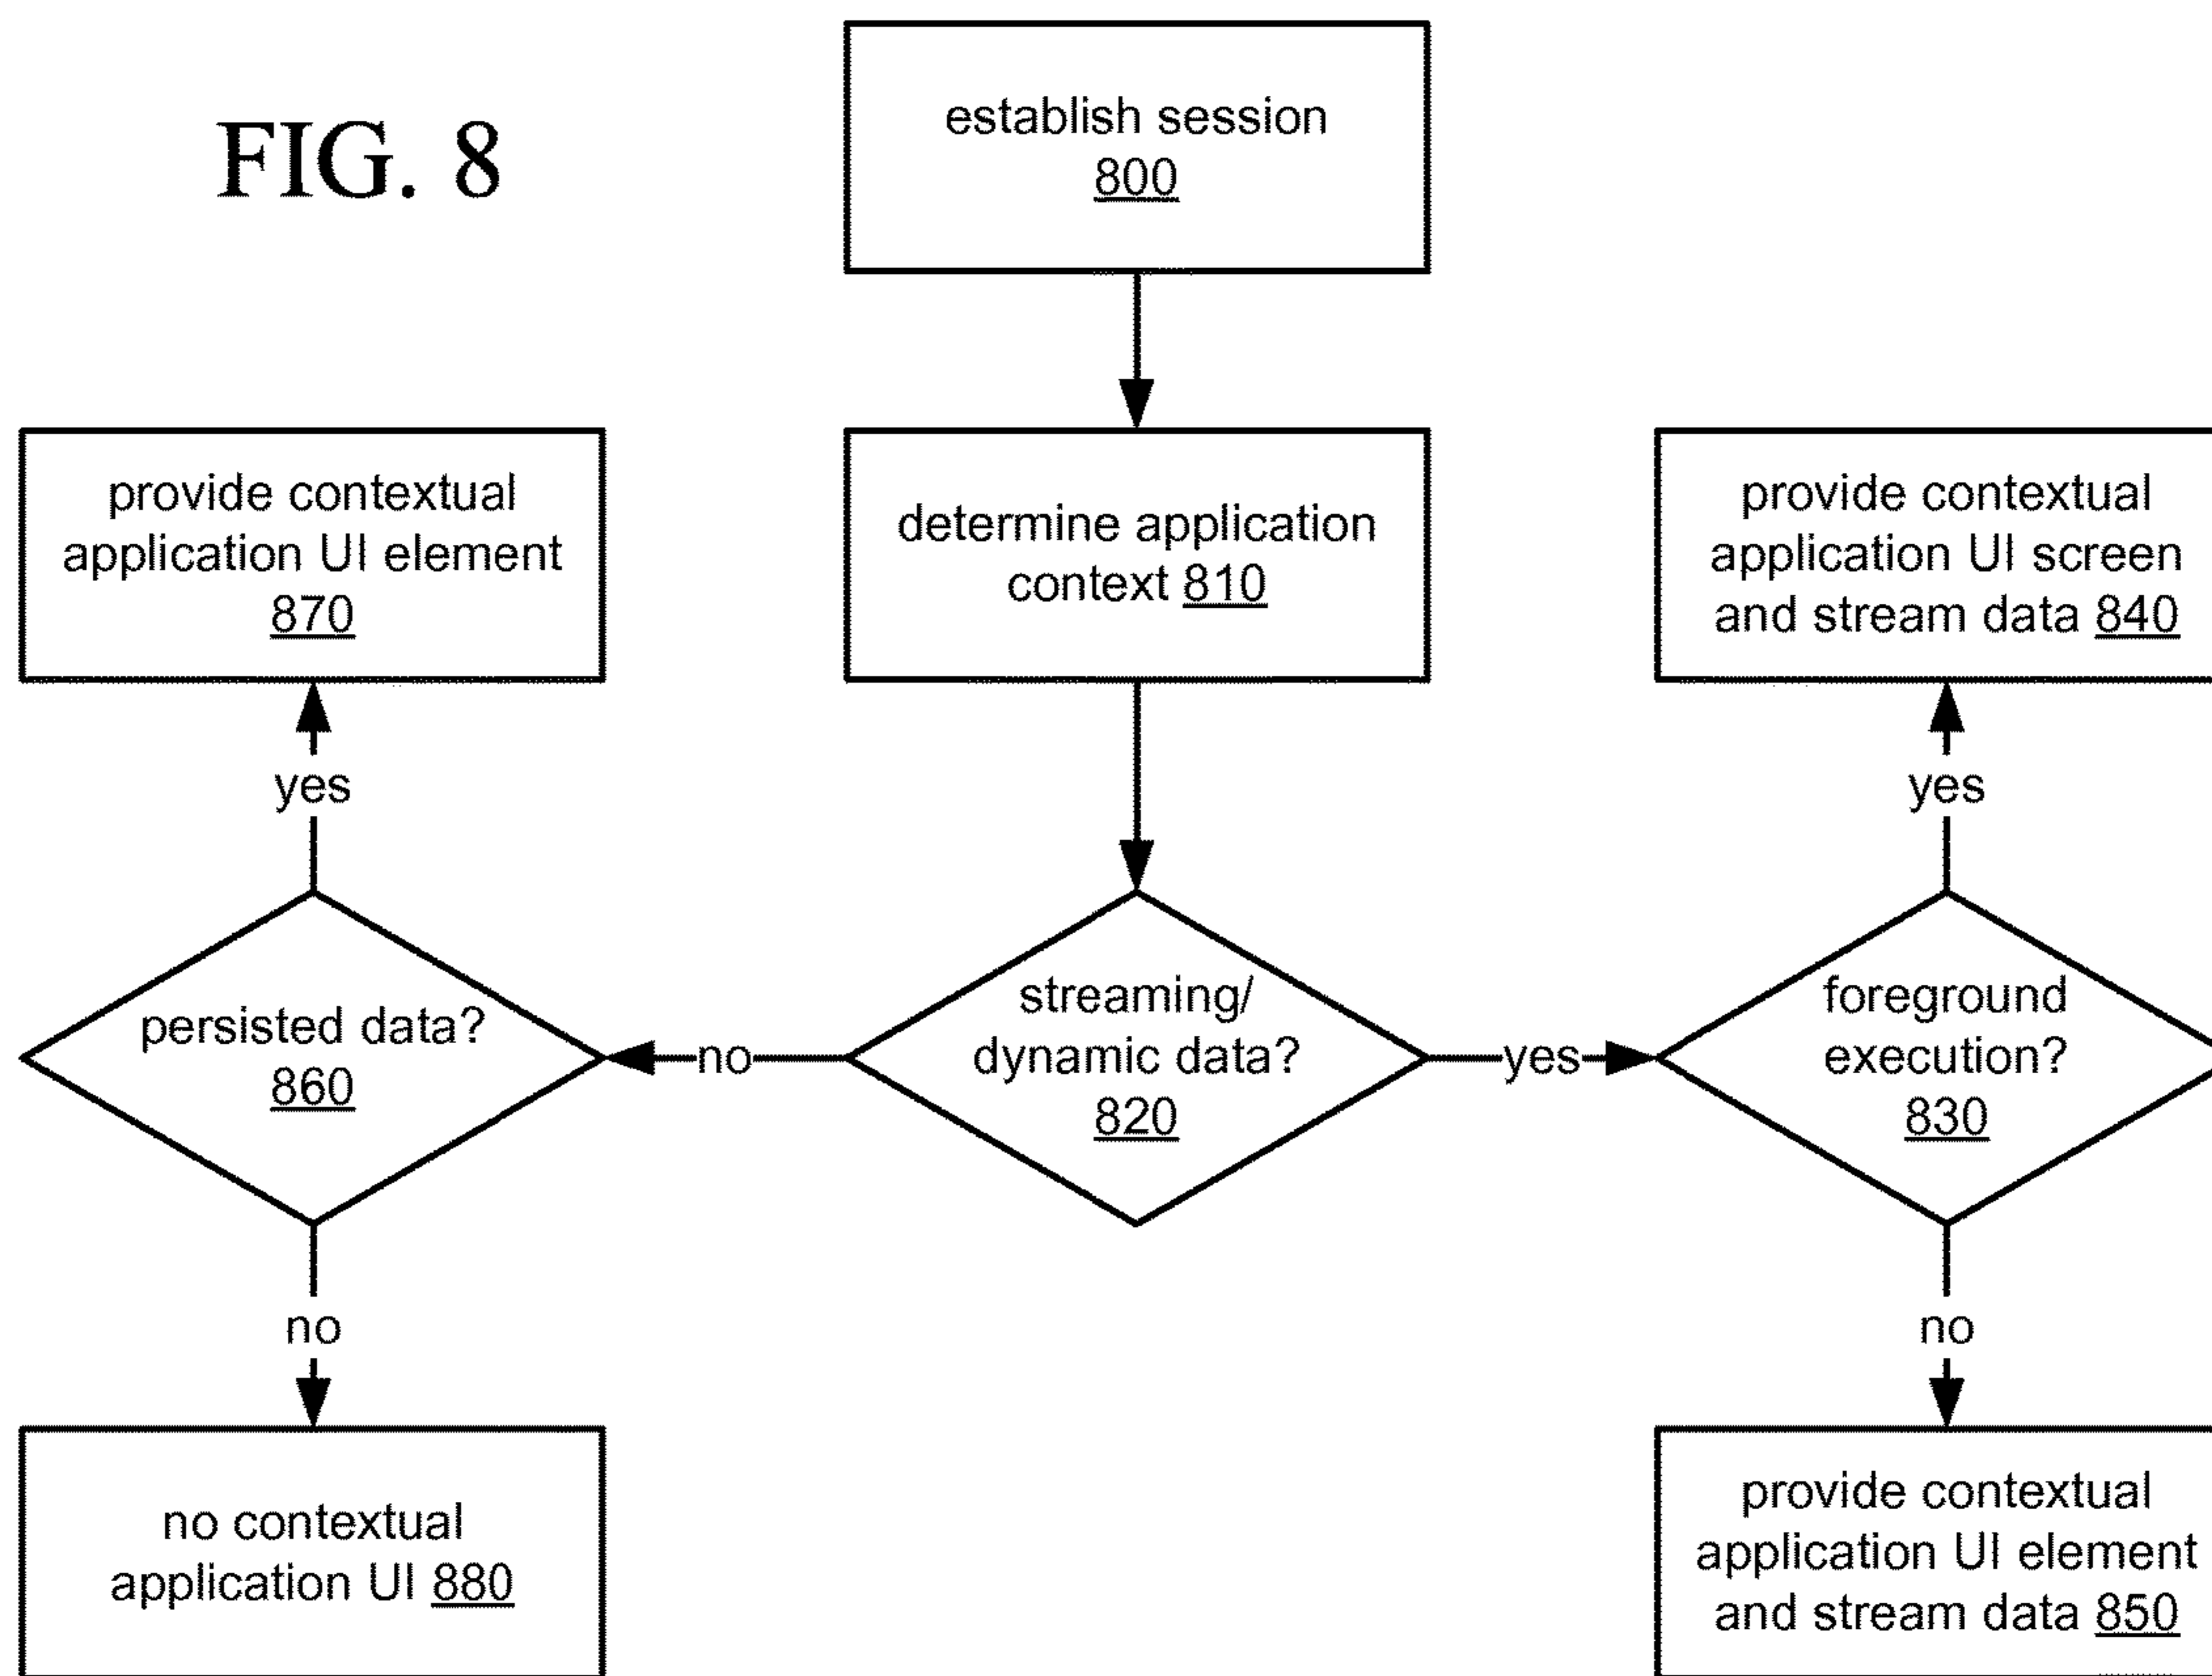 FIG. 8
establish session
800
determine application
context 810
provide contextual
application UI element
870
provide contextual
application UI screen
and stream data 840
yes
yes
persisted data?
860
no
streaming/
dynamic data?
820
yes
foreground
execution?
830
no
no
no contextual
application UI 880
provide contextual
application UI element
and stream data 850